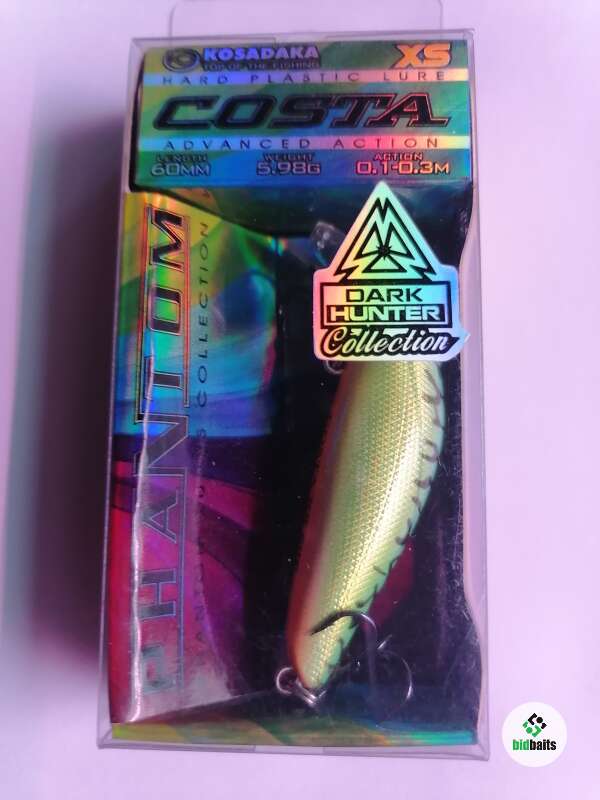 KOSADAKA
TOP OF THE FISHING
XS
HARD PLASTIC LURE
COSTA
ADVANCED ACTION
LENGTH WEIGHT ACTION
60MM 5.98G 0.1-0.3M
PHANTOM
COLLECTION
DARK
HUNTER
Collection
bidbaits